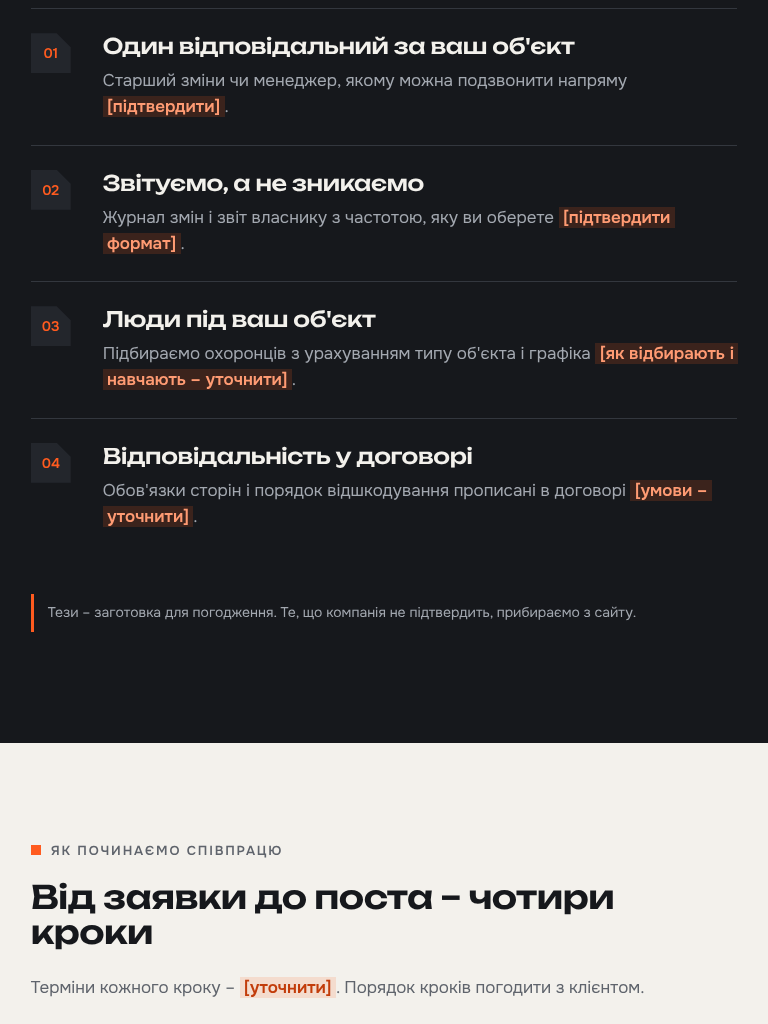 01
Один відповідальний за ваш об'єкт
Старший зміни чи менеджер, якому можна подзвонити напряму
[підтвердити].
02
Звітуємо, а не зникаємо
Журнал змін і звіт власнику з частотою, яку ви оберете [підтвердити
формат].
03
Люди під ваш об'єкт
Підбираємо охоронців з урахуванням типу об'єкта і графіка [як відбирають і
навчають – уточнити].
04
Відповідальність у договорі
Обов'язки сторін і порядок відшкодування прописані в договорі [умови –
уточнити].
Тези – заготовка для погодження. Те, що компанія не підтвердить, прибираємо з сайту.
ЯК ПОЧИНАЄМО СПІВПРАЦЮ
Від заявки до поста – чотири
кроки
Терміни кожного кроку – [уточнити]. Порядок кроків погодити з клієнтом.